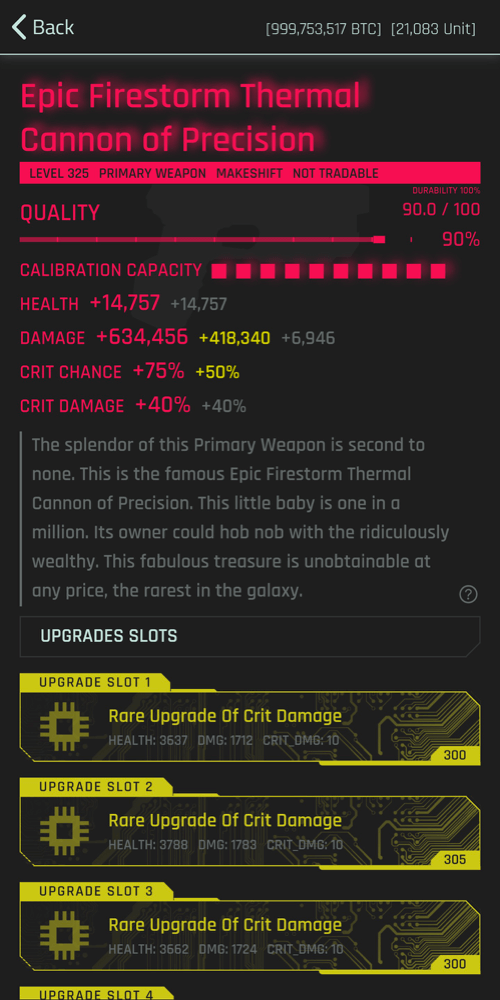 Back
[999,753,517 BTC] [21,083 Unit]
Epic Firestorm Thermal
Cannon of Precision
LEVEL 325 PRIMARY WEAPON MAKESHIFT NOT TRADABLE
DURABILITY 100%
QUALITY 90.0 / 100
90%
CALIBRATION CAPACITY
HEALTH +14,757 +14,757
DAMAGE +634,456 +418,340 +6,946
CRIT CHANCE +75% +50%
CRIT DAMAGE +40% +40%
The splendor of this Primary Weapon is second to
none. This is the famous Epic Firestorm Thermal
Cannon of Precision. This little baby is one in a
million. Its owner could hob nob with the ridiculously
wealthy. This fabulous treasure is unobtainable at
any price, the rarest in the galaxy.
?
UPGRADES SLOTS
UPGRADE SLOT 1
Rare Upgrade Of Crit Damage
HEALTH: 3637 DMG: 1712 CRIT_DMG: 10
300
UPGRADE SLOT 2
Rare Upgrade Of Crit Damage
HEALTH: 3788 DMG: 1783 CRIT_DMG: 10
305
UPGRADE SLOT 3
Rare Upgrade Of Crit Damage
HEALTH: 3662 DMG: 1724 CRIT_DMG: 10
300
UPGRADE SLOT 4